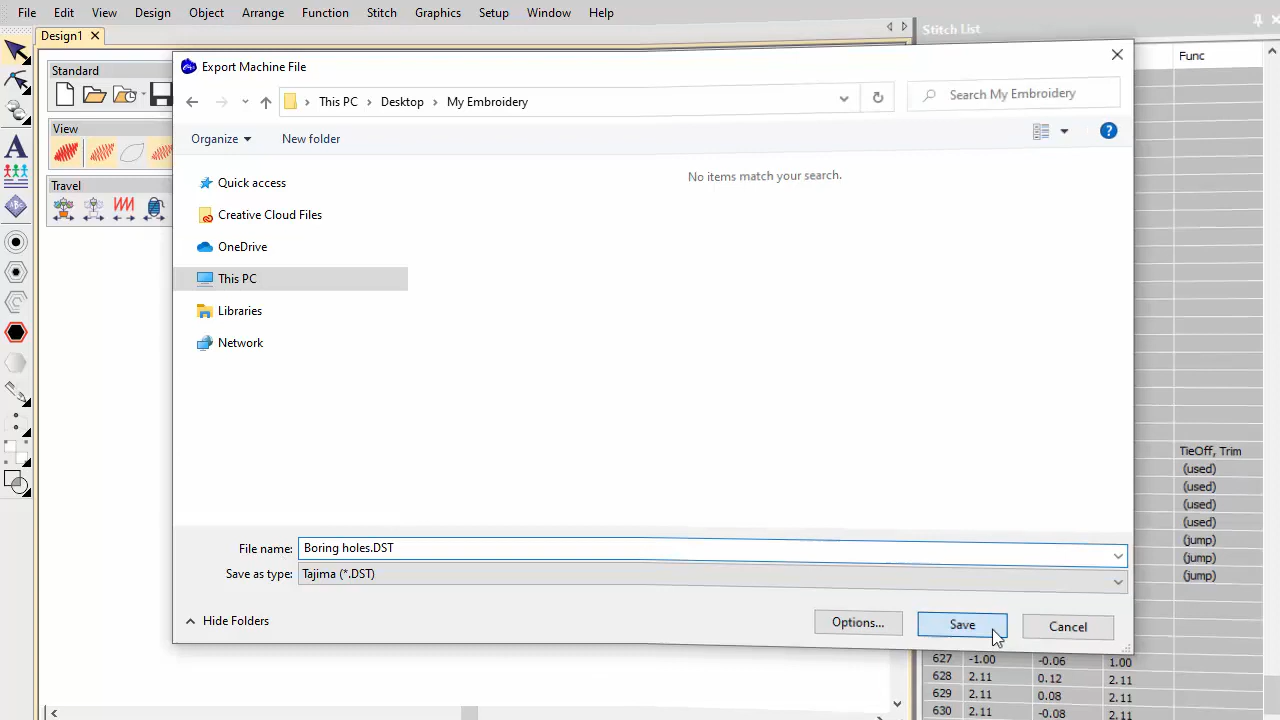 File Edit View Design Object Arrange Function Stitch Graphics Setup Window Help
Design1
Stitch List
Standard
Func
Export Machine File
This PC > Desktop > My Embroidery
Search My Embroidery
View
Organize
New folder
No items match your search.
Travel
Quick access
Creative Cloud Files
OneDrive
This PC
Libraries
Network
TieOff, Trim
(used)
(used)
(used)
(used)
(jump)
(jump)
(jump)
File name: Boring holes.DST
Save as type: Tajima (*.DST)
Hide Folders
Options... Save Cancel
627 -1.00 -0.06 1.00
628 2.11 0.12 2.11
629 2.11 0.08 2.11
630 2.11 -0.08 2.11